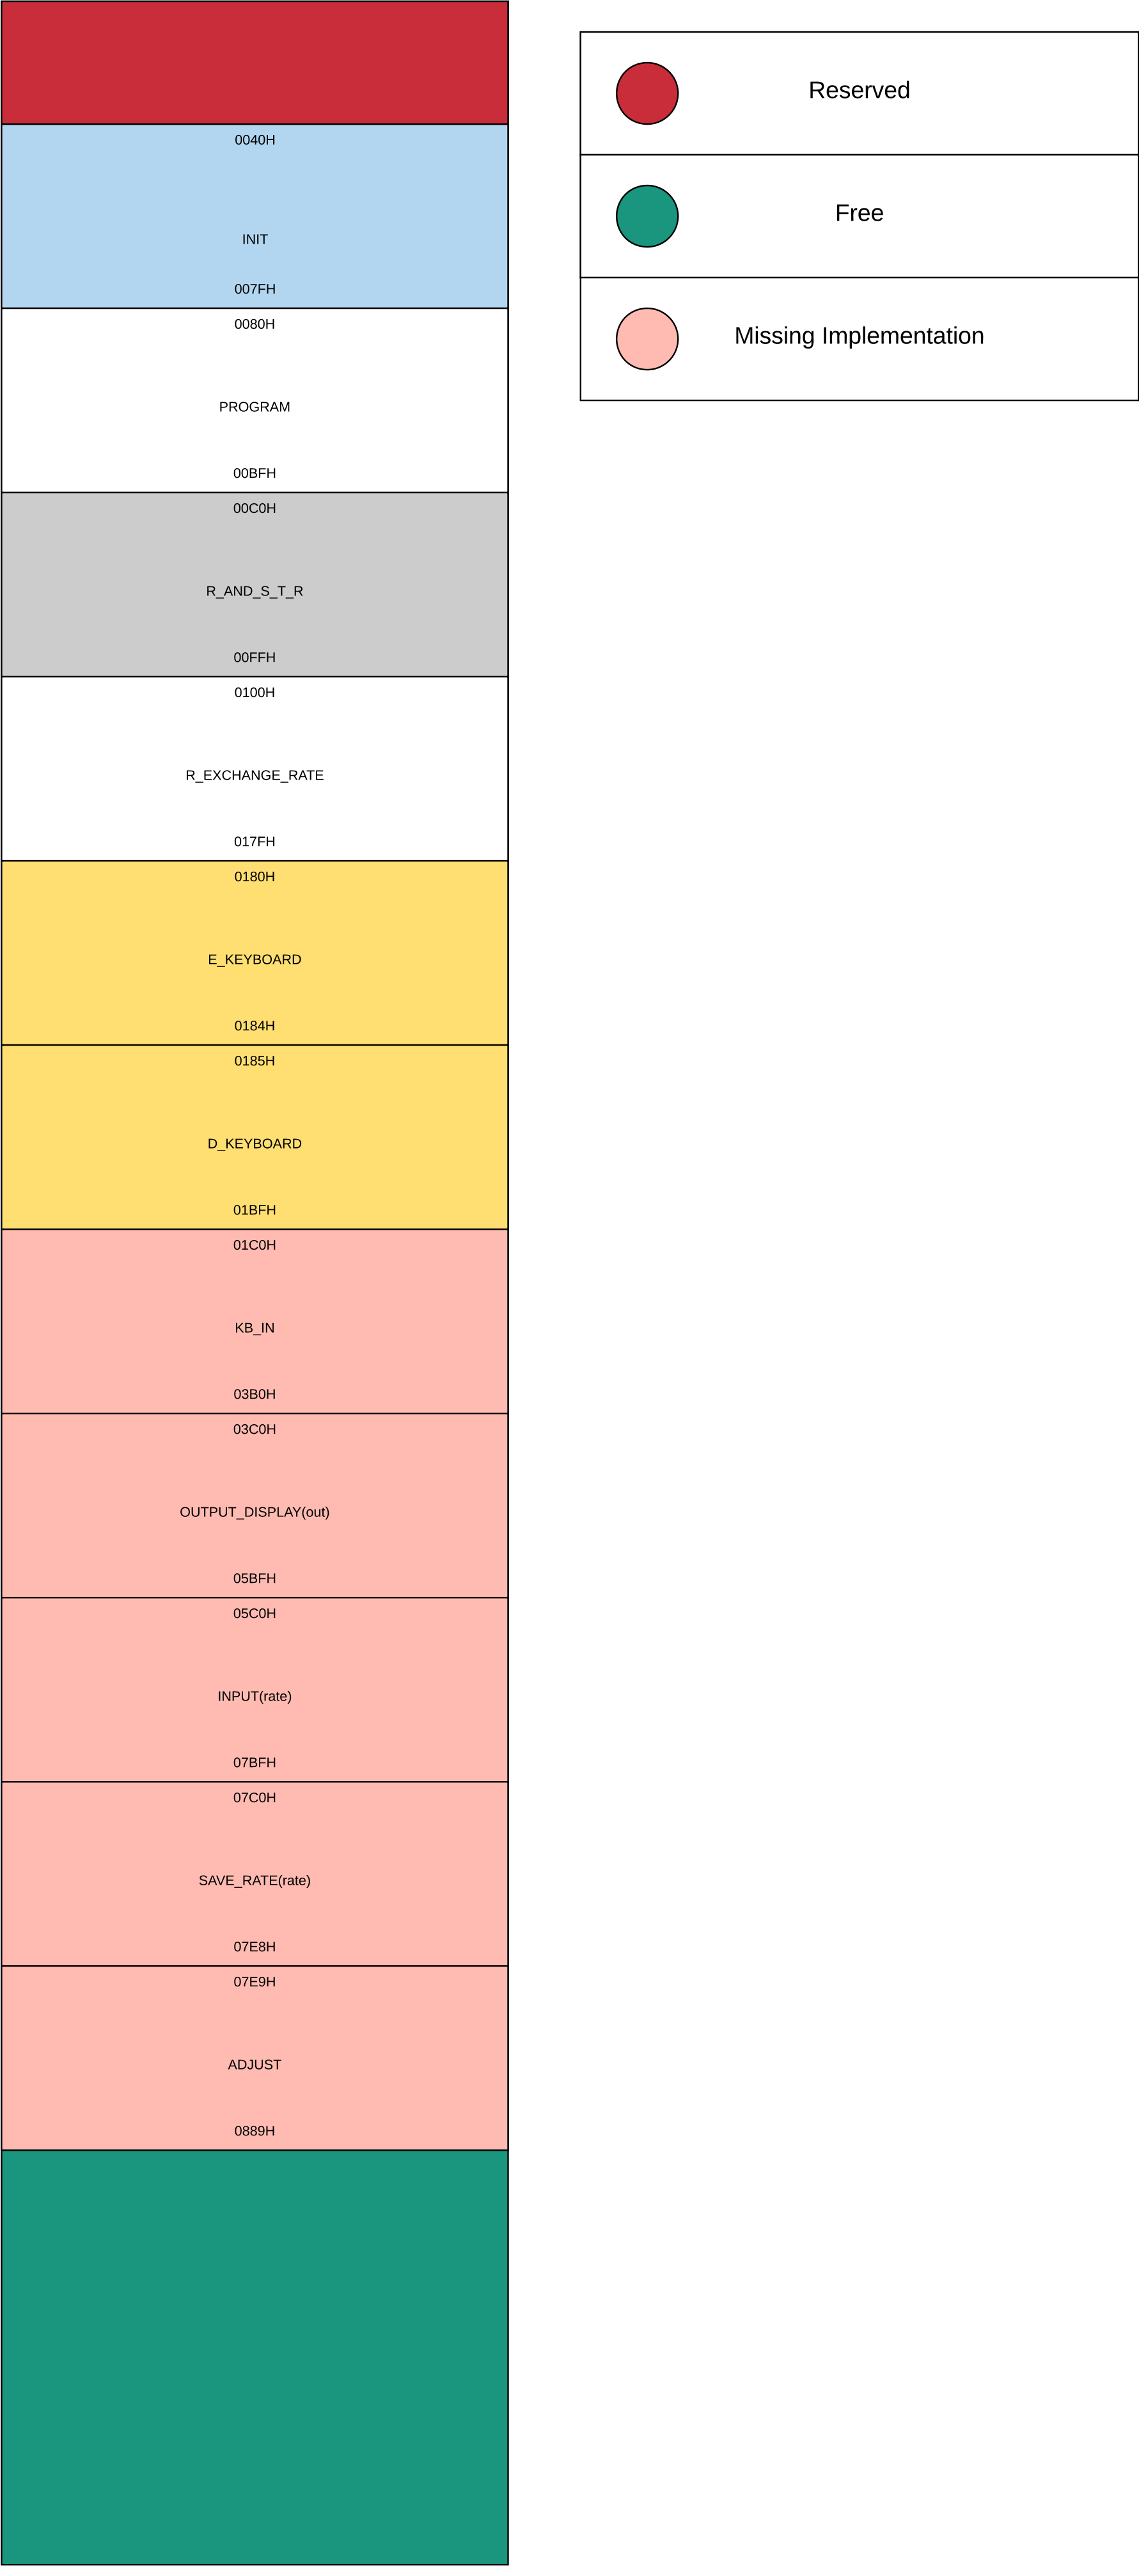 0040H
INIT
007FH
0080H
PROGRAM
00BFH
00C0H
R_AND_S_T_R
00FFH
0100H
R_EXCHANGE_RATE
017FH
0180H
E_KEYBOARD
0184H
0185H
D_KEYBOARD
01BFH
01C0H
KB_IN
03B0H
03C0H
OUTPUT_DISPLAY(out)
05BFH
05C0H
INPUT(rate)
07BFH
07C0H
SAVE_RATE(rate)
07E8H
07E9H
ADJUST
0889H
Reserved
Free
Missing Implementation